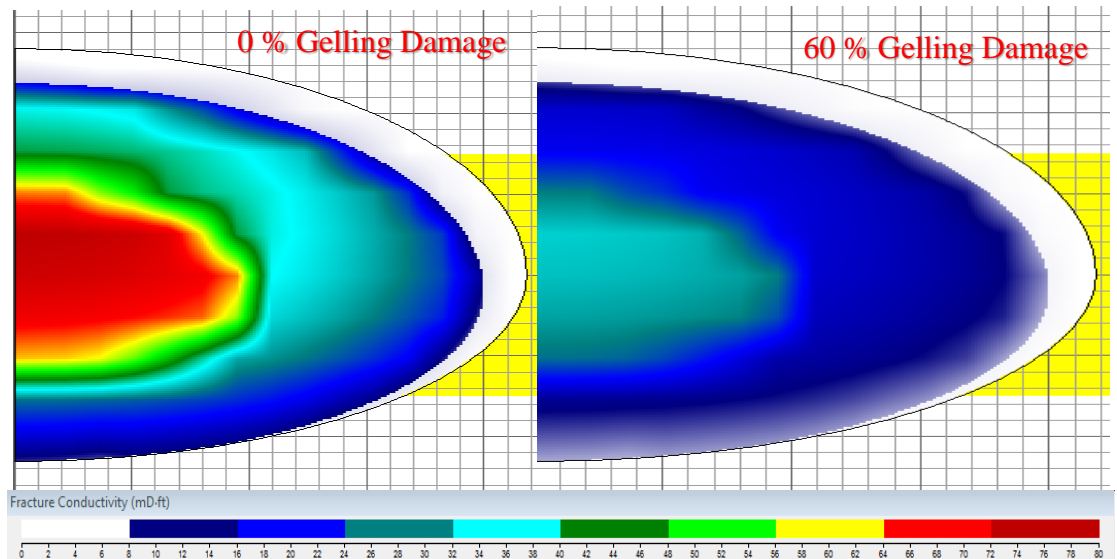 0 % Gelling Damage
60 % Gelling Damage
Fracture Conductivity (mD·ft)
0 2 4 6 8 10 12 14 16 18 20 22 24 26 28 30 32 34 36 38 40 42 44 46 48 50 52 54 56 58 60 62 64 66 68 70 72 74 76 78 80